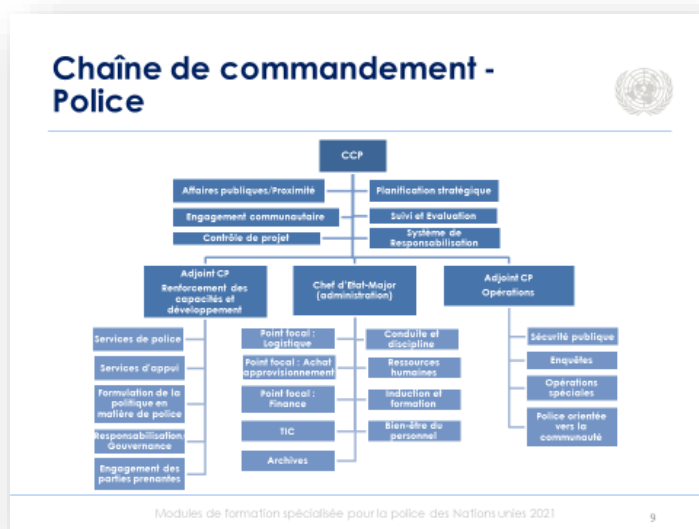 Chaîne de commandement -
Police
CCP
Affaires publiques/Proximité
Planification stratégique
Engagement communautaire
Suivi et Evaluation
Contrôle de projet
Système de
Responsabilisation
Adjoint CP
Renforcement des
capacités et
développement
Chef d'Etat-Major
(administration)
Adjoint CP
Opérations
Services de police
Services d'appui
Formulation de la
politique en
matière de police
Responsabilisation/
Gouvernance
Engagement des
parties prenantes
Point focal :
Logistique
Conduite et
discipline
Point focal : Achat
approvisionnement
Ressources
humaines
Point focal :
Finance
Induction et
formation
TIC
Bien-être du
personnel
Archives
Sécurité publique
Enquêtes
Opérations
spéciales
Police orientée
vers la
communauté
Modules de formation spécialisée pour la police des Nations unies 2021
9